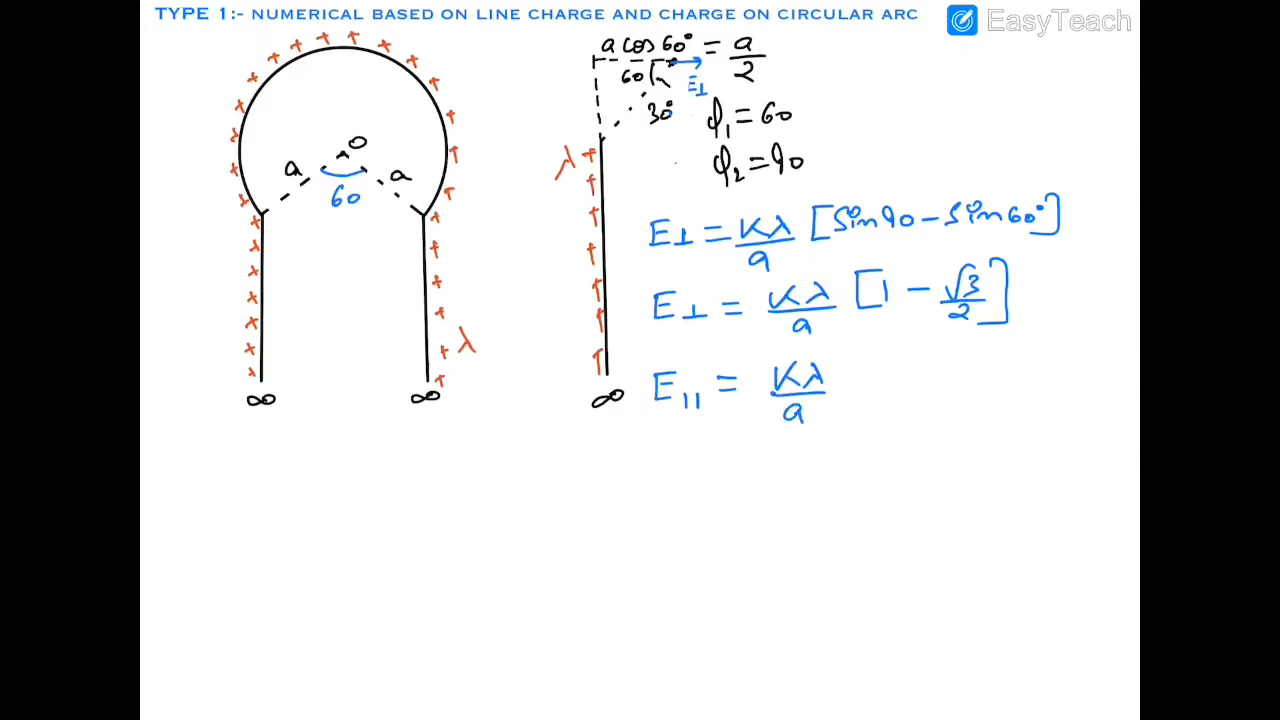 TYPE 1:- NUMERICAL BASED ON LINE CHARGE AND CHARGE ON CIRCULAR ARC
EasyTeach
a cos 60° = a/2
60
E⊥
30°
φ₁ = 60
φ₂ = 90
O
a
a
60
λ
λ
∞
∞
∞
E⊥ = Kλ/a [sin 90 - sin 60°]
E⊥ = Kλ/a [1 - √3/2]
E|| = Kλ/a